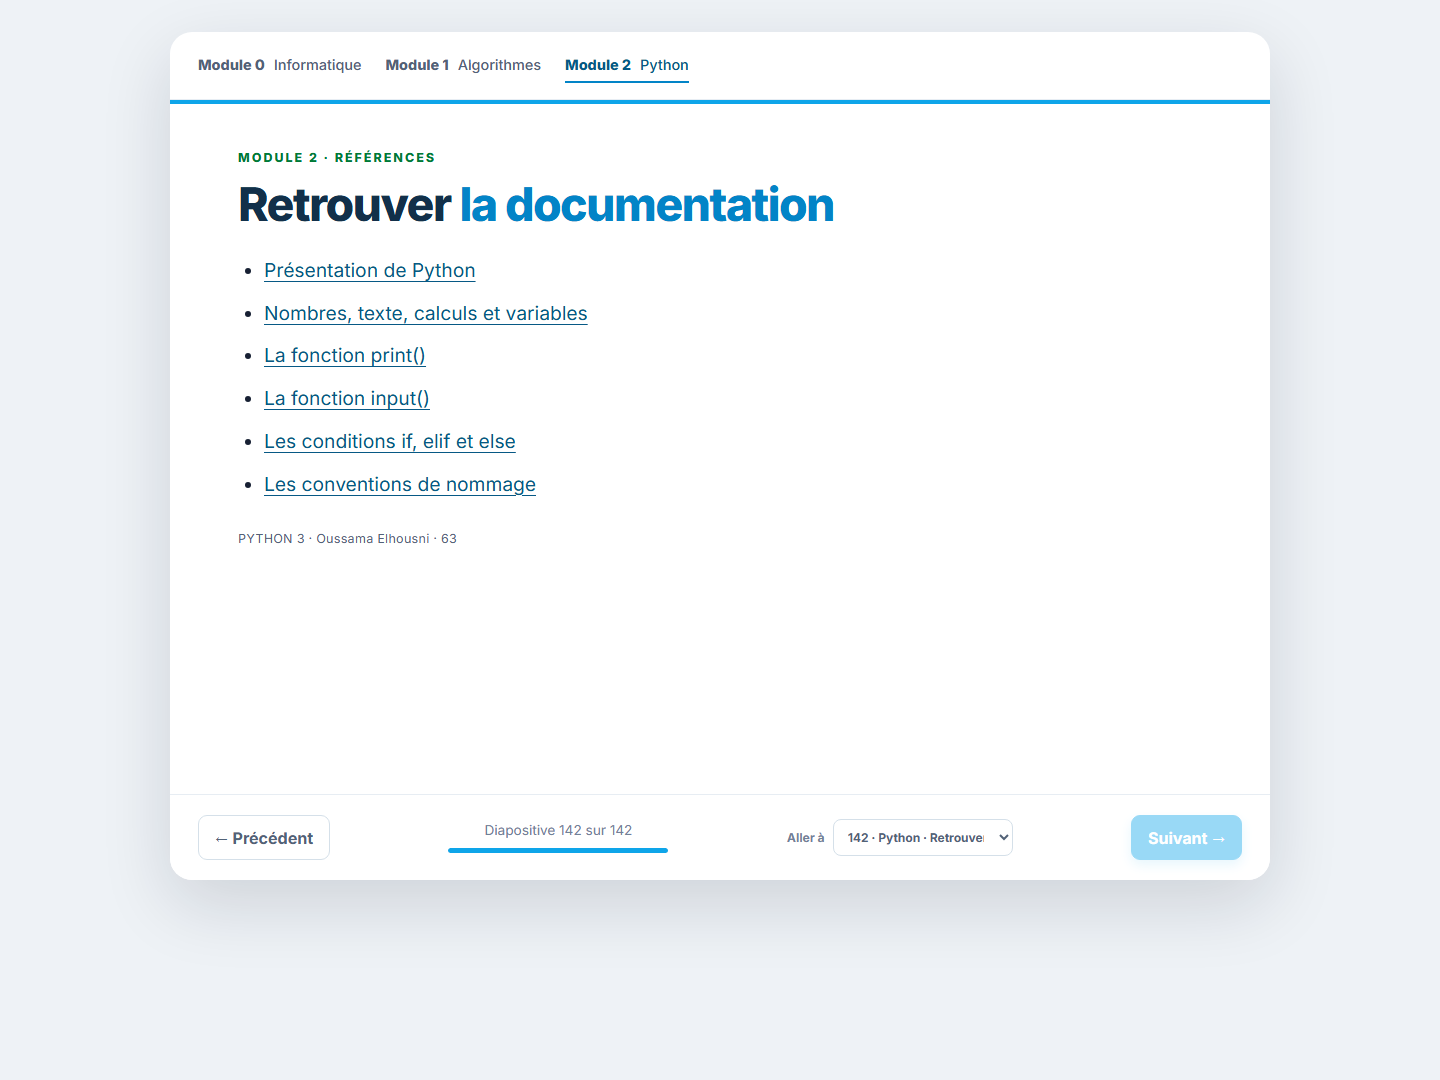 Module 0 Informatique Module 1 Algorithmes Module 2 Python
MODULE 2 · RÉFÉRENCES
Retrouver la documentation
• Présentation de Python
• Nombres, texte, calculs et variables
• La fonction print()
• La fonction input()
• Les conditions if, elif et else
• Les conventions de nommage
PYTHON 3 · Oussama Elhousni · 63
← Précédent
Diapositive 142 sur 142
Aller à
142 · Python · Retrouve
Suivant →